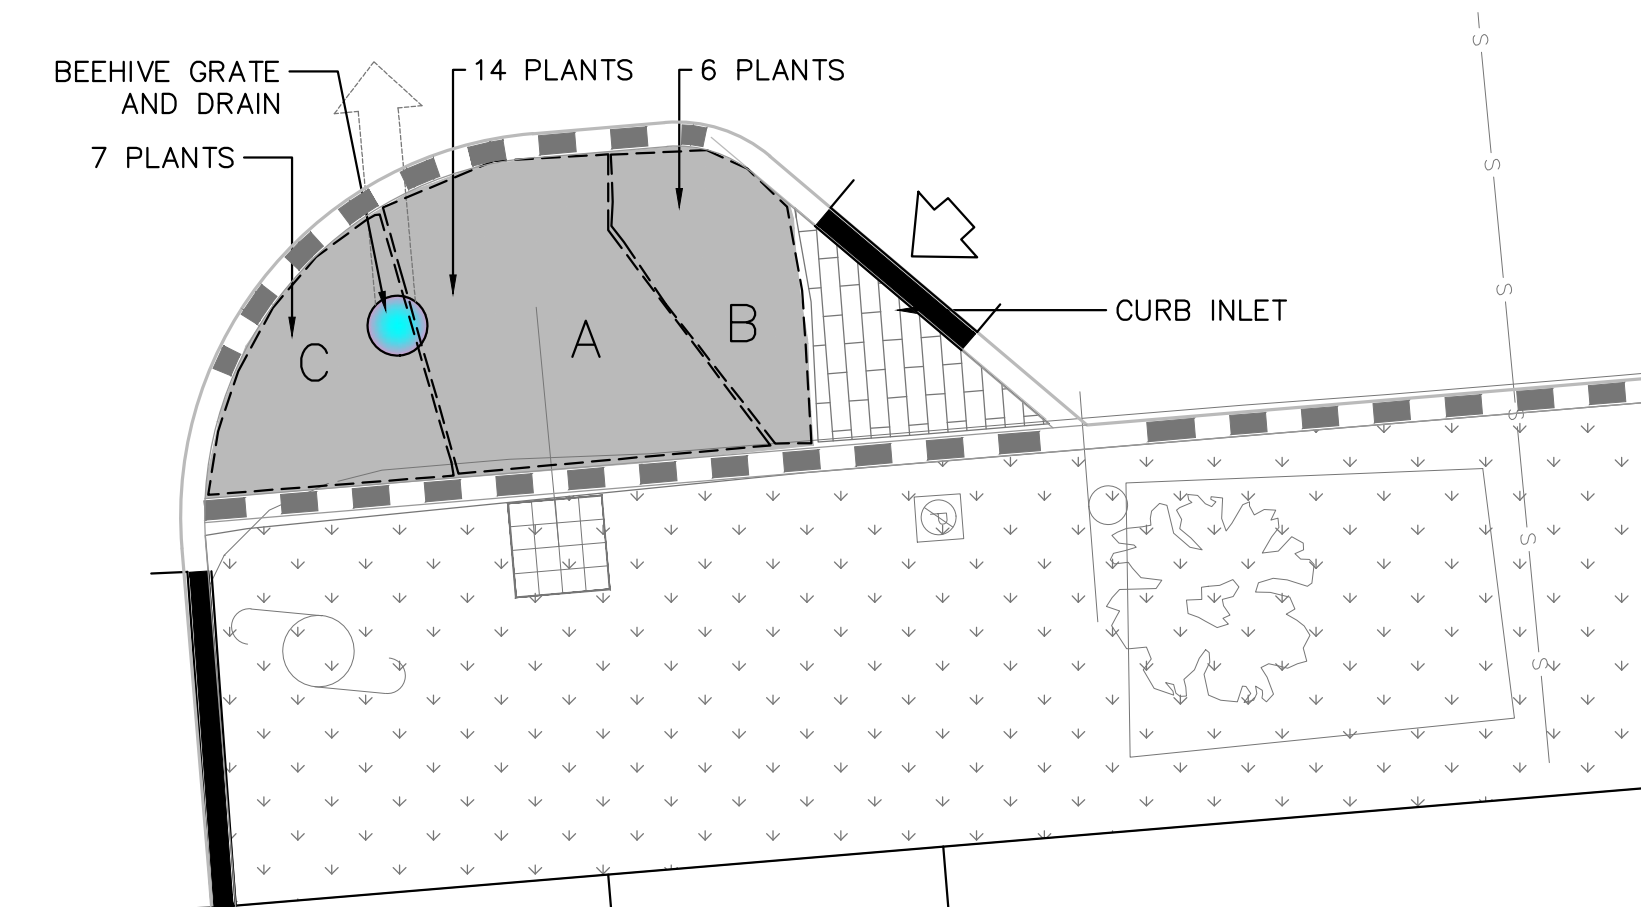 BEEHIVE GRATE
AND DRAIN
14 PLANTS
6 PLANTS
7 PLANTS
CURB INLET
C
A
B
S
S
S
S
S
S